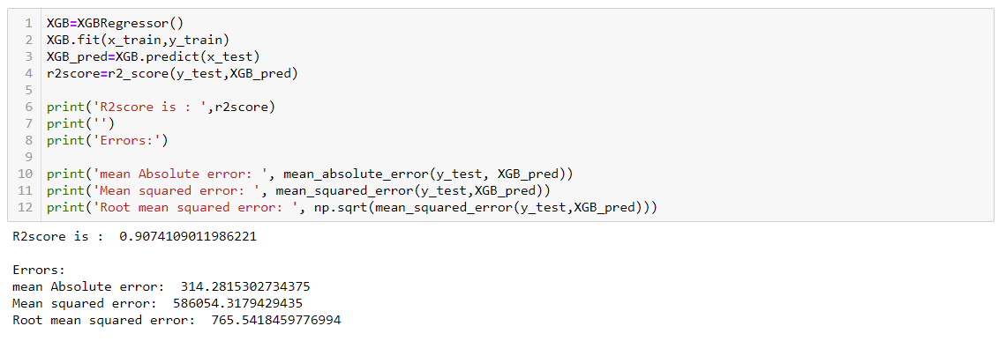 1 XGB=XGBRegressor()
2 XGB.fit(x_train,y_train)
3 XGB_pred=XGB.predict(x_test)
4 r2score=r2_score(y_test,XGB_pred)
5
6 print('R2score is : ',r2score)
7 print('')
8 print('Errors:')
9
10 print('mean Absolute error: ', mean_absolute_error(y_test, XGB_pred))
11 print('Mean squared error: ', mean_squared_error(y_test,XGB_pred))
12 print('Root mean squared error: ', np.sqrt(mean_squared_error(y_test,XGB_pred)))
R2score is :  0.9074109011986221
Errors:
mean Absolute error:  314.2815302734375
Mean squared error:  586054.3179429435
Root mean squared error:  765.5418459776994